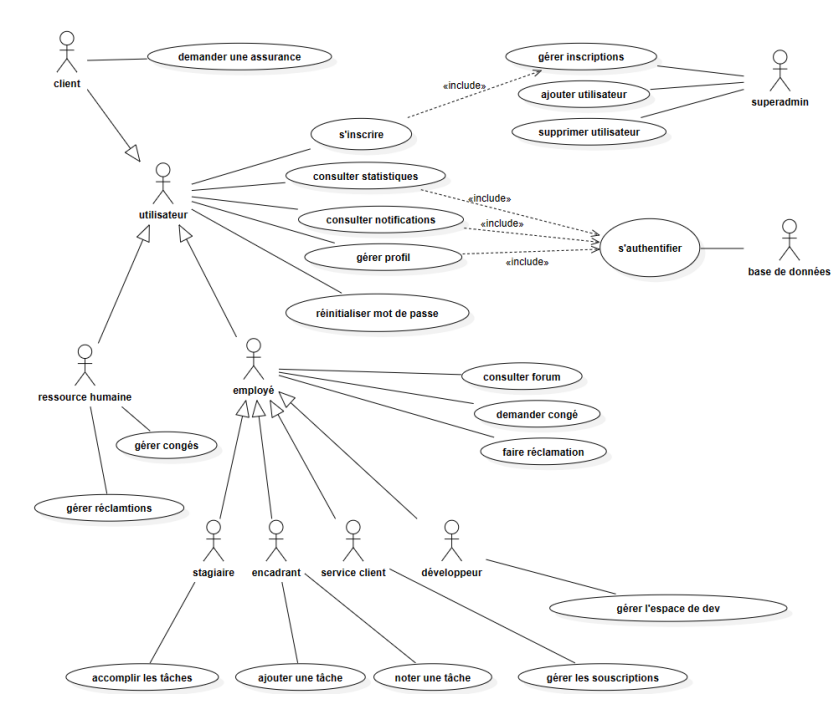 demander une assurance
gérer inscriptions
client
«include»
ajouter utilisateur
superadmin
s'inscrire
supprimer utilisateur
consulter statistiques
utilisateur
«include»
consulter notifications
«include»
s'authentifier
gérer profil
«include»
base de données
réinitialiser mot de passe
consulter forum
employé
ressource humaine
demander congé
gérer congés
faire réclamation
gérer réclamtions
stagiaire
encadrant
service client
développeur
gérer l'espace de dev
accomplir les tâches
ajouter une tâche
noter une tâche
gérer les souscriptions